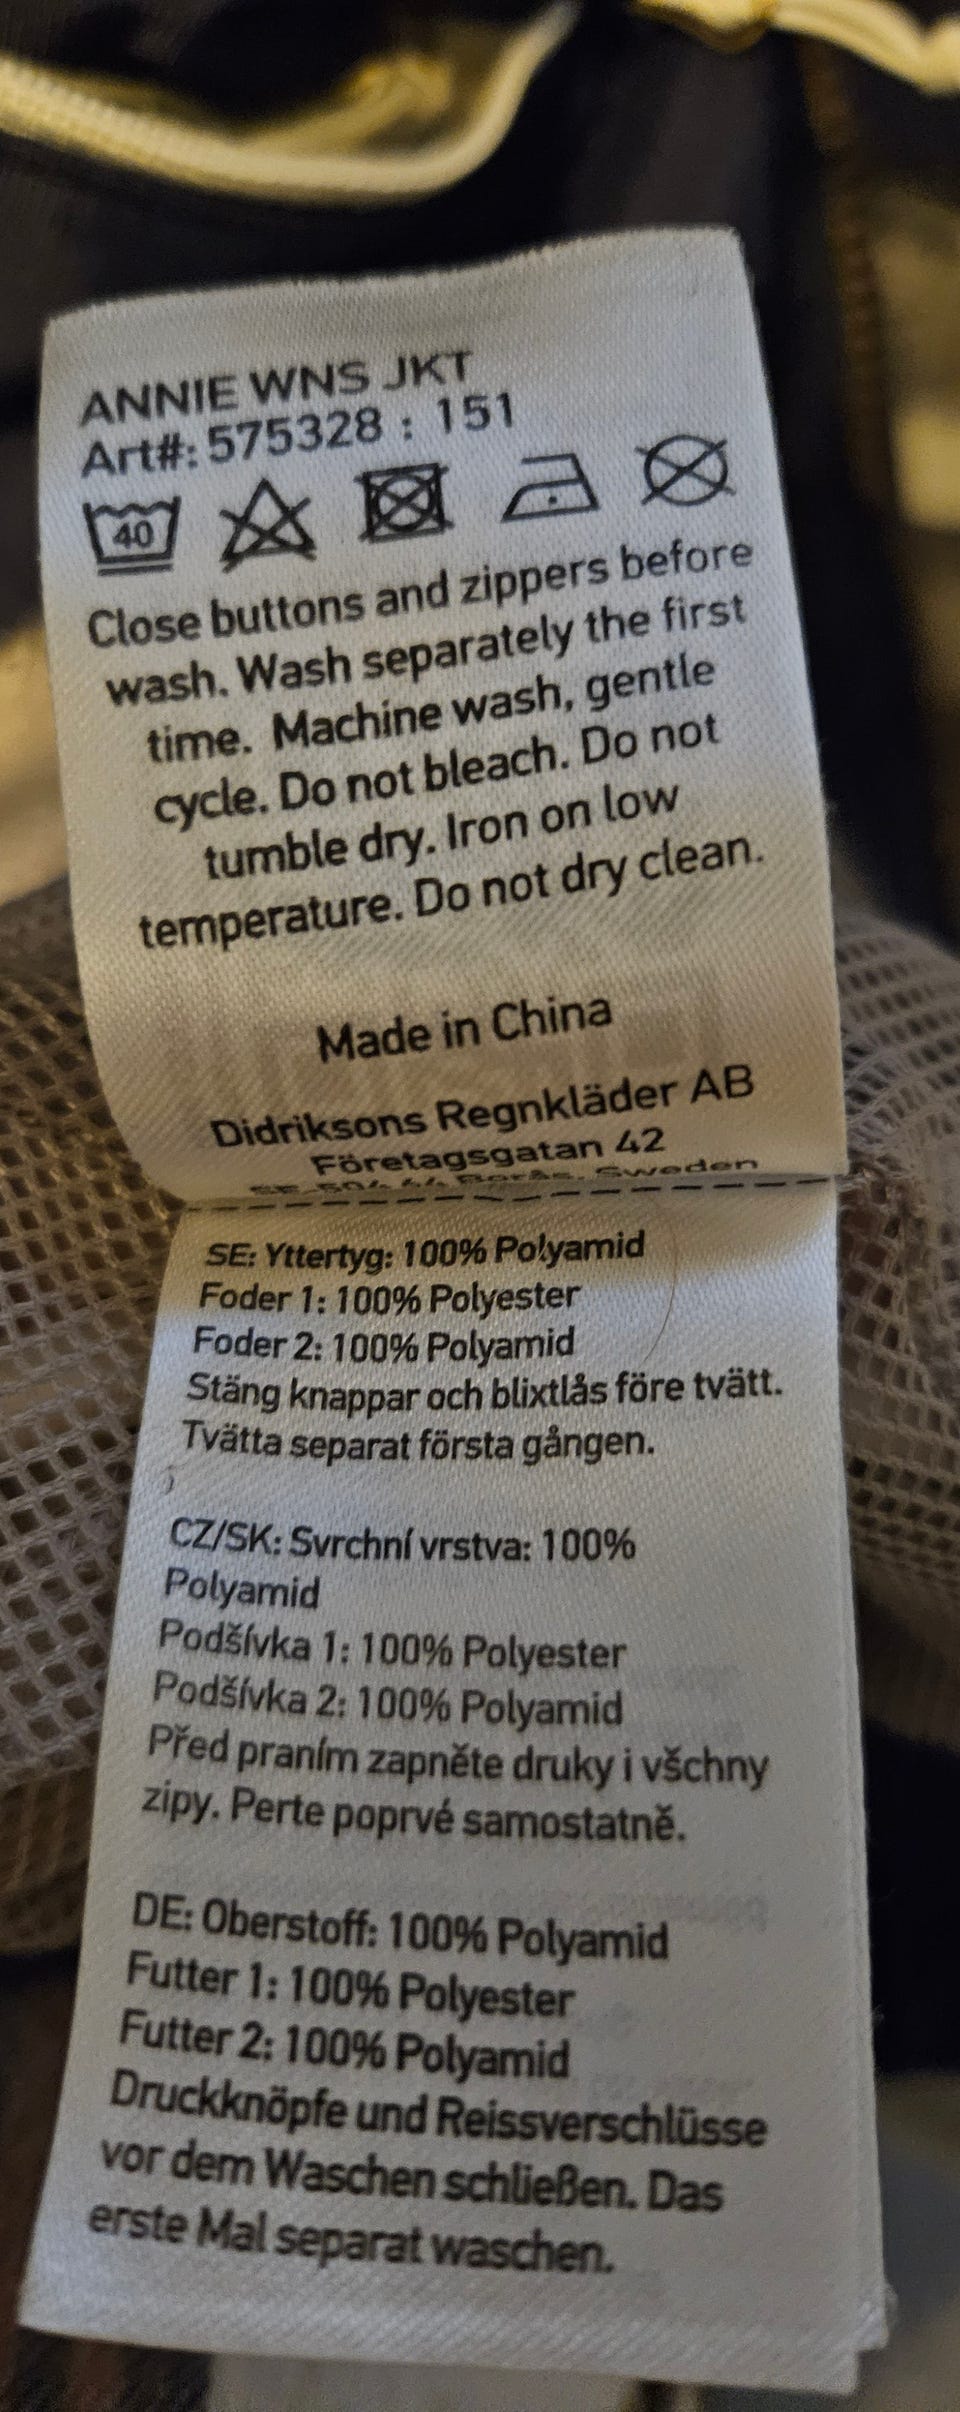 ANNIE WNS JKT
Art#: 575328 : 151
40
Close buttons and zippers before
wash. Wash separately the first
time. Machine wash, gentle
cycle. Do not bleach. Do not
tumble dry. Iron on low
temperature. Do not dry clean.
Made in China
Didriksons Regnkläder AB
Företagsgatan 42
SE-504 64 Borås, Sweden
SE: Yttertyg: 100% Polyamid
Foder 1: 100% Polyester
Foder 2: 100% Polyamid
Stäng knappar och blixtlås före tvätt.
Tvätta separat första gången.
CZ/SK: Svrchní vrstva: 100%
Polyamid
Podšívka 1: 100% Polyester
Podšívka 2: 100% Polyamid
Před praním zapněte druky i všchny
zipy. Perte poprvé samostatně.
DE: Oberstoff: 100% Polyamid
Futter 1: 100% Polyester
Futter 2: 100% Polyamid
Druckknöpfe und Reissverschlüsse
vor dem Waschen schließen. Das
erste Mal separat waschen.